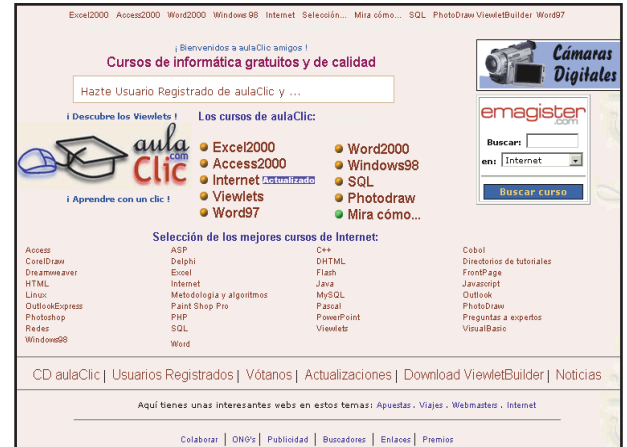 Excel2000 Access2000 Word2000 Windows 98 Internet Selección... Mira cómo... SQL PhotoDraw ViewletBuilder Word97
¡ Bienvenidos a aulaClic amigos !
Cursos de informática gratuitos y de calidad
Hazte Usuario Registrado de aulaClic y ...
Cámaras
Digitales
¡ Descubre los Viewlets !
aula
.com
Clic
¡ Aprendre con un clic !
Los cursos de aulaClic:
Excel2000
Access2000
Internet Actualizado
Viewlets
Word97
Word2000
Windows98
SQL
Photodraw
Mira cómo...
emagister
.com
Buscar:
en: Internet
Buscar curso
Selección de los mejores cursos de Internet:
Access ASP C++ Cobol
CorelDraw Delphi DHTML Directorios de tutoriales
Dreamweaver Excel Flash FrontPage
HTML Internet Java Javascript
Linux Metodologia y algoritmos MySQL Outlook
OutlookExpress Paint Shop Pro Pascal PhotoDraw
Photoshop PHP PowerPoint Preguntas a expertos
Redes SQL Viewlets VisualBasic
Windows98 Word
CD aulaClic | Usuarios Registrados | Vótanos | Actualizaciones | Download ViewletBuilder | Noticias
Aquí tienes unas interesantes webs en estos temas: Apuestas . Viajes . Webmasters . Internet
Colaborar | ONG's | Publicidad | Buscadores | Enlaces | Premios